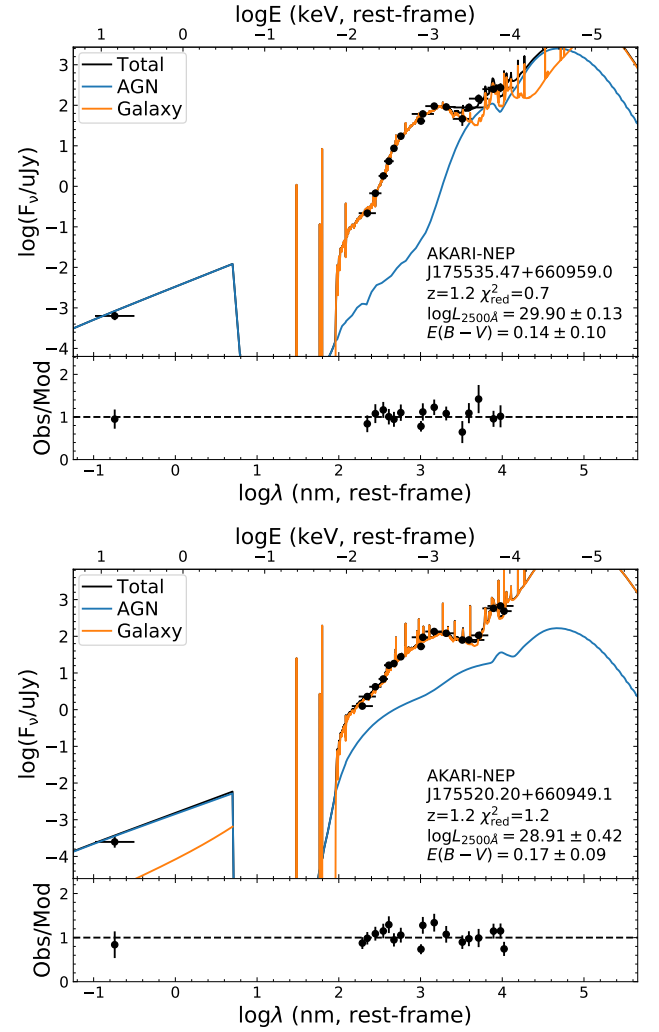 logE (keV, rest-frame)
1 0 −1 −2 −3 −4 −5
3
2
1
0
−1
−2
−3
−4
log(Fν/uJy)
Total
AGN
Galaxy
AKARI-NEP
J175535.47+660959.0
z=1.2 χ²red=0.7
logL2500Å = 29.90 ± 0.13
E(B − V) = 0.14 ± 0.10
2
1
0
Obs/Mod
−1 0 1 2 3 4 5
logλ (nm, rest-frame)
logE (keV, rest-frame)
1 0 −1 −2 −3 −4 −5
3
2
1
0
−1
−2
−3
−4
log(Fν/uJy)
Total
AGN
Galaxy
AKARI-NEP
J175520.20+660949.1
z=1.2 χ²red=1.2
logL2500Å = 28.91 ± 0.42
E(B − V) = 0.17 ± 0.09
2
1
0
Obs/Mod
−1 0 1 2 3 4 5
logλ (nm, rest-frame)